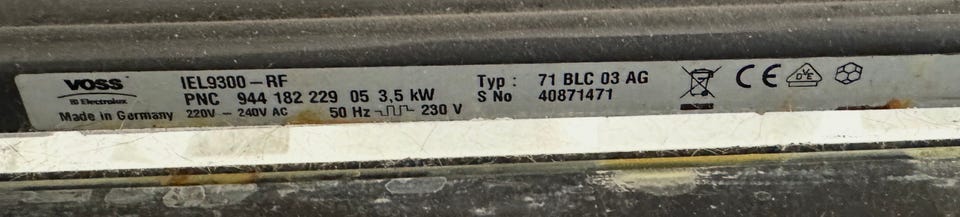 VOSS
Electrolux
Made in Germany
IEL9300-RF
PNC 944 182 229 05 3,5 kW
220V - 240V AC 50 Hz 230 V
Typ : 71 BLC 03 AG
S No 40871471
CE
DVE